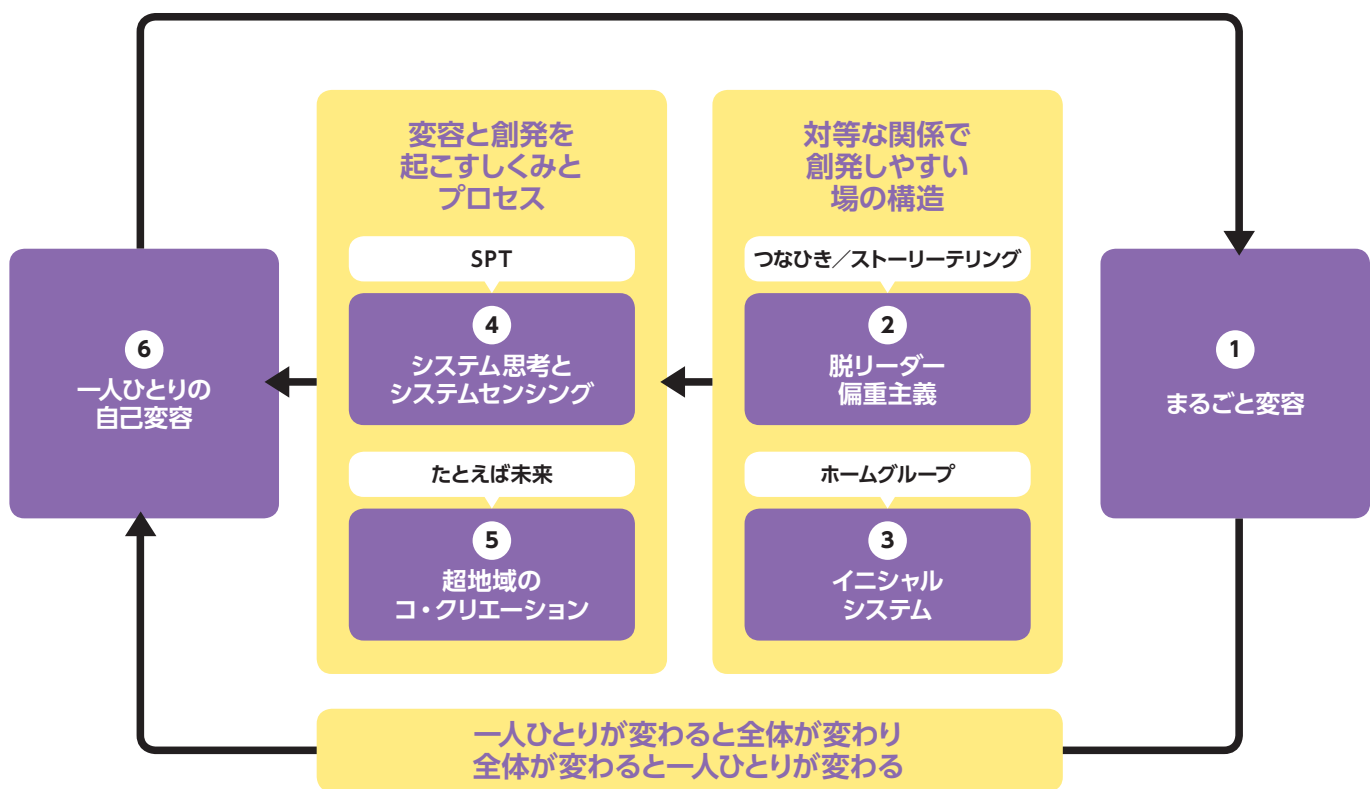 変容と創発を
起こすしくみと
プロセス
SPT
4
システム思考と
システムセンシング
たとえば未来
5
超地域の
コ・クリエーション
対等な関係で
創発しやすい
場の構造
つなひき／ストーリーテリング
2
脱リーダー
偏重主義
ホームグループ
3
イニシャル
システム
6
一人ひとりの
自己変容
1
まるごと変容
一人ひとりが変わると全体が変わり
全体が変わると一人ひとりが変わる